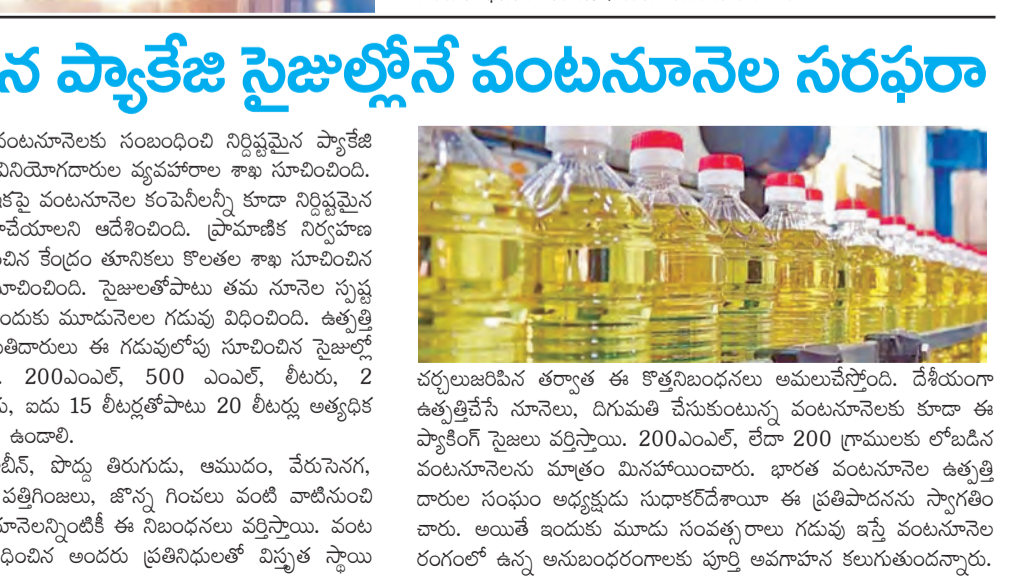 న ప్యాకేజి సైజుల్లోనే వంటనూనెల సరఫరా
వంటనూనెలకు సంబంధించి నిర్దిష్టమైన ప్యాకేజి
వినియోగదారుల వ్యవహారాల శాఖ సూచించింది.
కపై వంటనూనెల కంపెనీలన్నీ కూడా నిర్దిష్టమైన
చేయాలని ఆదేశించింది. ప్రామాణిక నిర్వహణ
చిన కేంద్రం తూనికలు కొలతల శాఖ సూచించిన
సూచించింది. సైజులతోపాటు తమ నూనెల స్పష్ట
ందుకు మూడునెలల గడువు విధించింది. ఉత్పత్తి
తిదారులు ఈ గడువులోపు సూచించిన సైజుల్లో
. 200ఎంఎల్, 500 ఎంఎల్, లీటరు, 2
రు, ఐదు 15 లీటర్లతోపాటు 20 లీటర్లు అత్యధిక
ఉండాలి.
బీన్, పొద్దు తిరుగుడు, ఆముదం, వేరుసెనగ,
పత్తిగింజలు, జొన్న గింజలు వంటి వాటినుంచి
నూనెలన్నింటికీ ఈ నిబంధనలు వర్తిస్తాయి. వంట
ధించిన అందరు ప్రతినిధులతో విస్తృత స్థాయి
చర్చలుజరిపిన తర్వాత ఈ కొత్తనిబంధనలు అమలుచేస్తోంది. దేశీయంగా
ఉత్పత్తిచేసే నూనెలు, దిగుమతి చేసుకుంటున్న వంటనూనెలకు కూడా ఈ
ప్యాకింగ్ సైజలు వర్తిస్తాయి. 200ఎంఎల్, లేదా 200 గ్రాములకు లోబడిన
వంటనూనెలను మాత్రం మినహాయించారు. భారత వంటనూనెల ఉత్పత్తి
దారుల సంఘం అధ్యక్షుడు సుధాకర్‌దేశాయీ ఈ ప్రతిపాదనను స్వాగతిం
చారు. అయితే ఇందుకు మూడు సంవత్సరాలు గడువు ఇస్తే వంటనూనెల
రంగంలో ఉన్న అనుబంధరంగాలకు పూర్తి అవగాహన కలుగుతుందన్నారు.